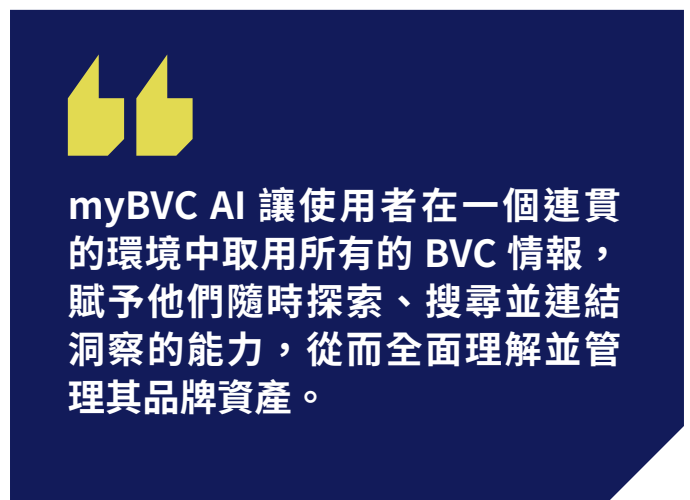 myBVC AI 讓使用者在一個連貫
的環境中取用所有的 BVC 情報，
賦予他們隨時探索、搜尋並連結
洞察的能力，從而全面理解並管
理其品牌資產。